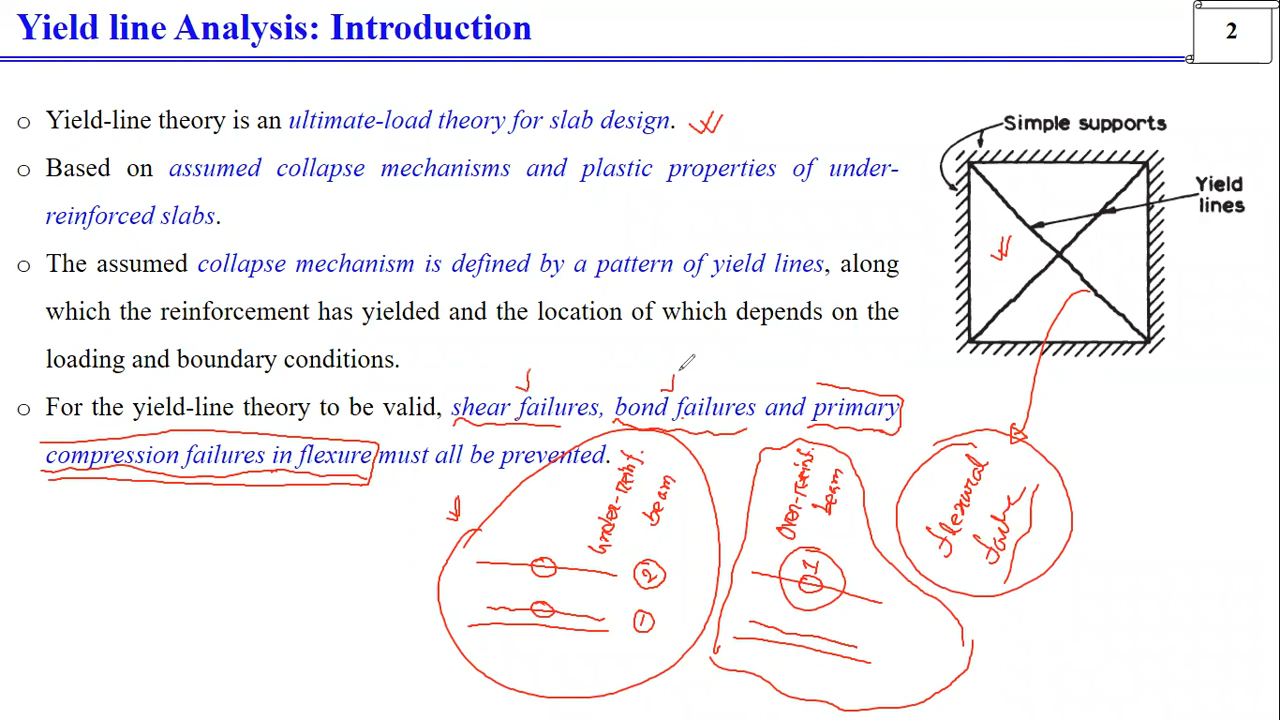 Yield line Analysis: Introduction
2
o Yield-line theory is an ultimate-load theory for slab design.
o Based on assumed collapse mechanisms and plastic properties of under-
reinforced slabs.
o The assumed collapse mechanism is defined by a pattern of yield lines, along
which the reinforcement has yielded and the location of which depends on the
loading and boundary conditions.
o For the yield-line theory to be valid, shear failures, bond failures and primary
compression failures in flexure must all be prevented.
Simple supports
Yield
lines
under-reinf.
beam
2
1
over-reinf.
beam
1
flexural